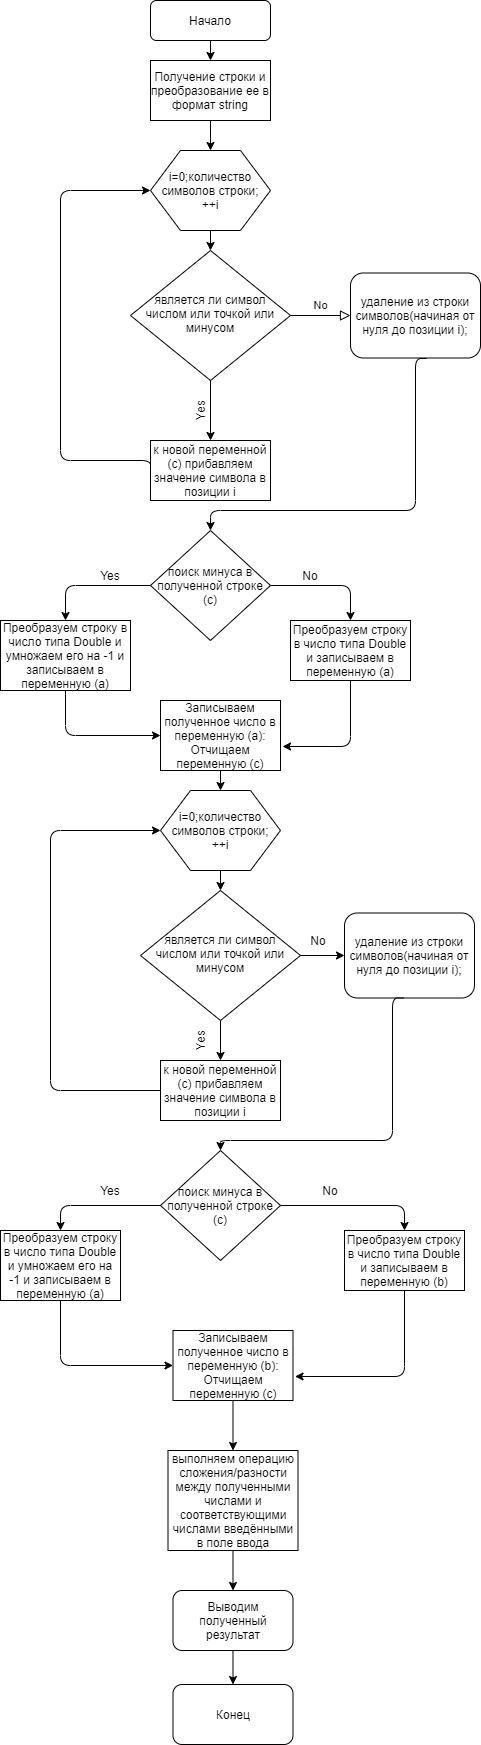 Начало
Получение строки и
преобразование ее в
формат string
i=0;количество
символов строки;
++i
является ли символ
числом или точкой или
минусом
No
удаление из строки
символов(начиная от
нуля до позиции i);
Yes
к новой переменной
(c) прибавляем
значение символа в
позиции i
поиск минуса в
полученной строке
(c)
Yes
No
Преобразуем строку в
число типа Double и
умножаем его на -1 и
записываем в
переменную (a)
Преобразуем строку
в число типа Double
и записываем в
переменную (a)
Записываем
полученное число в
переменную (a):
Отчищаем
переменную (c)
i=0;количество
символов строки;
++i
является ли символ
числом или точкой или
минусом
No
удаление из строки
символов(начиная от
нуля до позиции i);
Yes
к новой переменной
(c) прибавляем
значение символа в
позиции i
поиск минуса в
полученной строке
(c)
Yes
No
Преобразуем строку
в число типа Double
и умножаем его на
-1 и записываем в
переменную (a)
Преобразуем строку
в число типа Double
и записываем в
переменную (b)
Записываем
полученное число в
переменную (b):
Отчищаем
переменную (c)
выполняем операцию
сложения/разности
между полученными
числами и
соответствующими
числами введёнными
в поле ввода
Выводим
полученный
результат
Конец